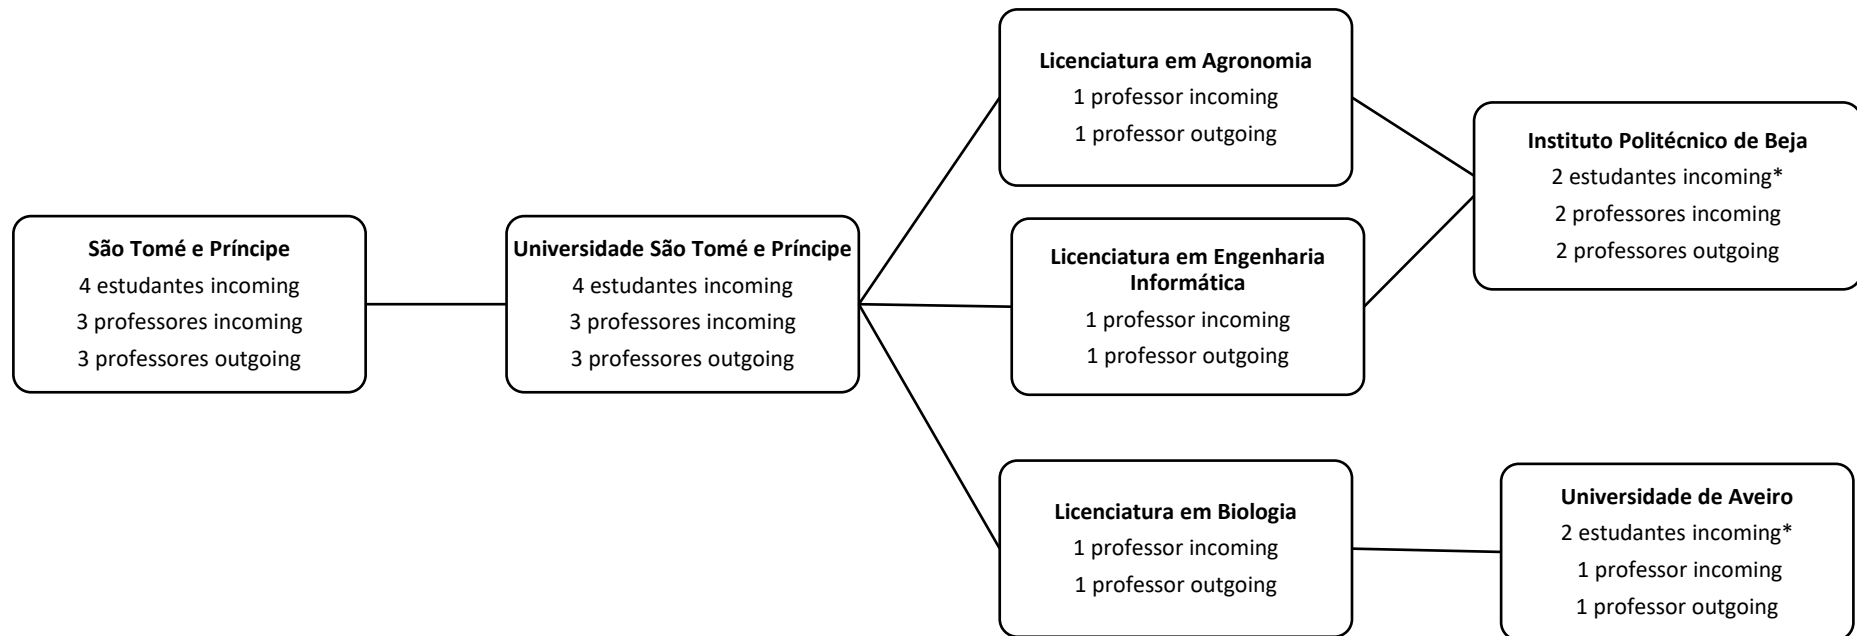 São Tomé e Príncipe
4 estudantes incoming
3 professores incoming
3 professores outgoing
Universidade São Tomé e Príncipe
4 estudantes incoming
3 professores incoming
3 professores outgoing
Licenciatura em Agronomia
1 professor incoming
1 professor outgoing
Licenciatura em Engenharia
Informática
1 professor incoming
1 professor outgoing
Licenciatura em Biologia
1 professor incoming
1 professor outgoing
Instituto Politécnico de Beja
2 estudantes incoming*
2 professores incoming
2 professores outgoing
Universidade de Aveiro
2 estudantes incoming*
1 professor incoming
1 professor outgoing